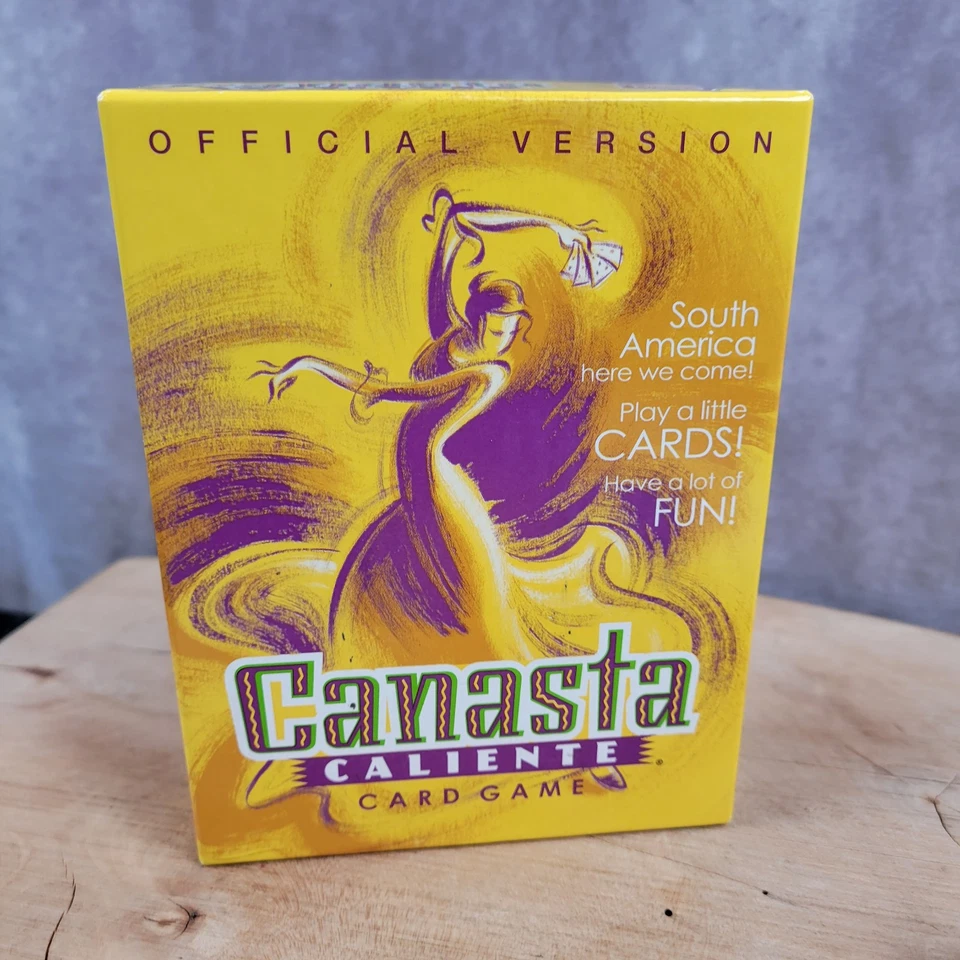 OFFICIAL VERSION
South
America
here we come!
Play a little
CARDS!
Have a lot of
FUN!
Canasta
CALIENTE®
CARD GAME